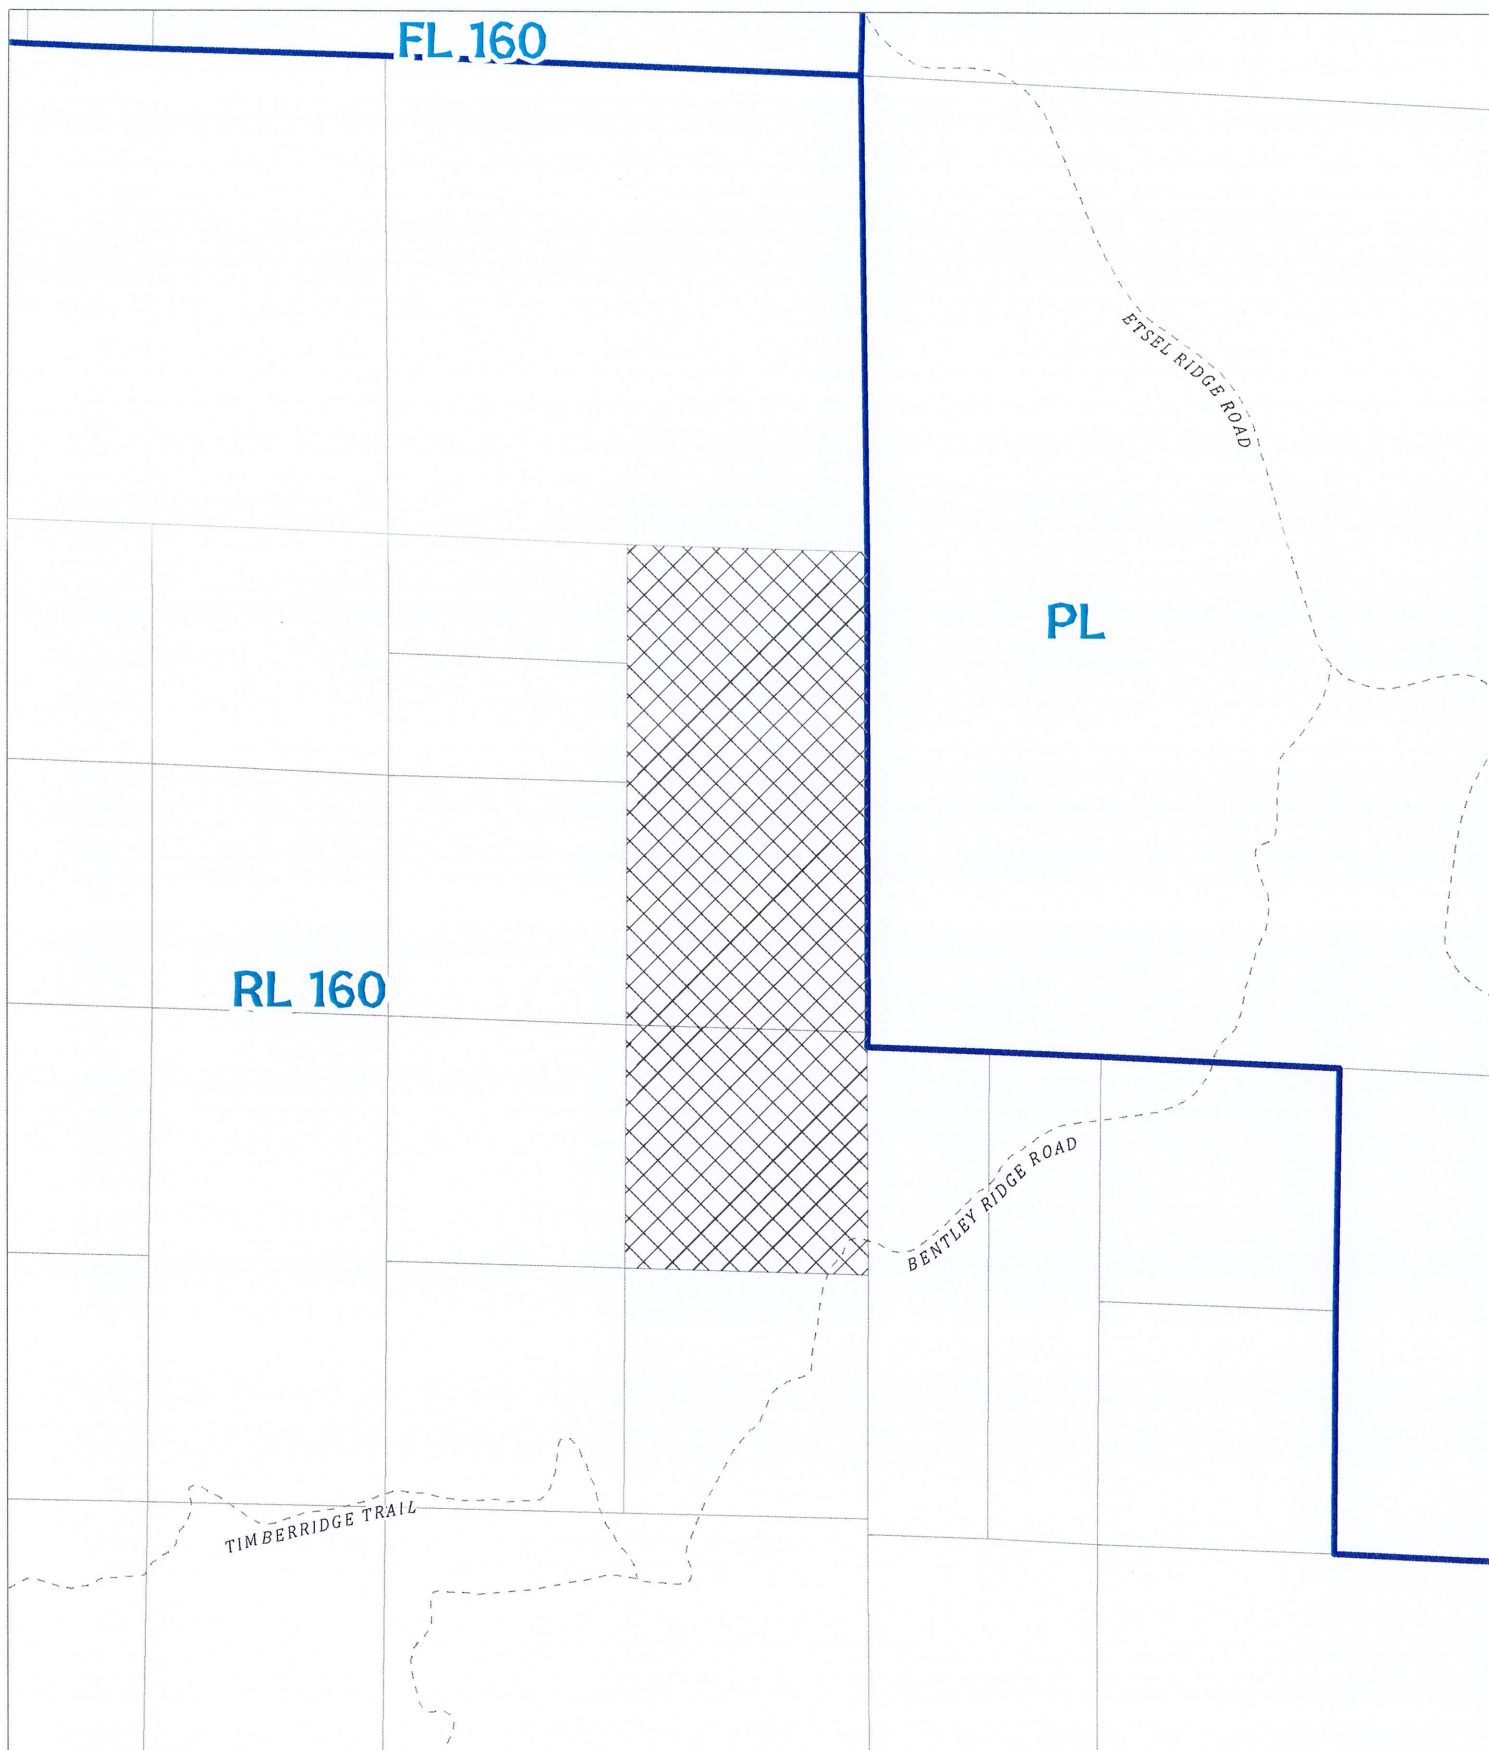 FL 160
ETSEL RIDGE ROAD
PL
RL 160
BENTLEY RIDGE ROAD
TIMBERRIDGE TRAIL